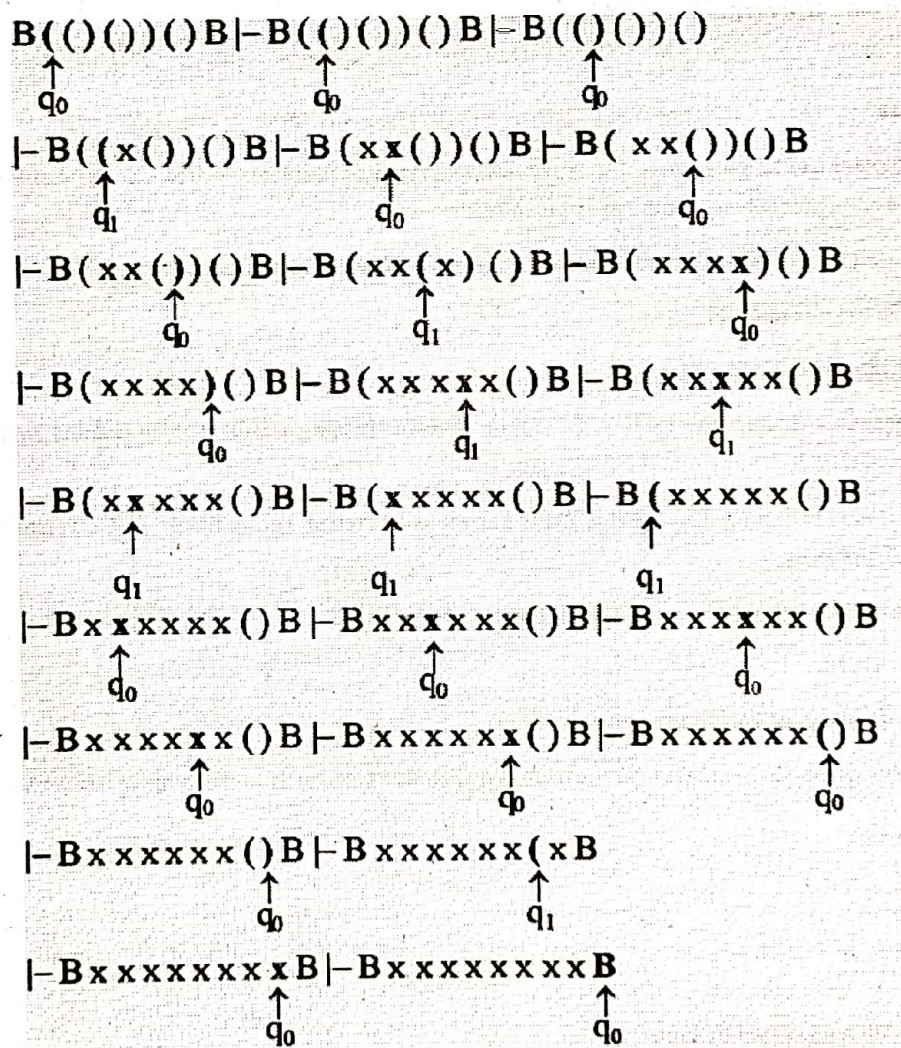 B(()())()B|-B(()())()B|-B(()())()
q0 q0 q0
|-B((x())()B|-B(xx())()B|-B( xx())()B
q1 q0 q0
|-B(xx())()B|-B(xx(x) ()B|-B( xxxx)()B
q0 q1 q0
|-B(xxxx)()B|-B(xxxxx()B|-B(xxxxx()B
q0 q1 q1
|-B(xxxxx()B|-B(xxxxx()B|-B(xxxxx()B
q1 q1 q1
|-Bxxxxxx()B|-Bxxxxxx()B|-Bxxxxxx()B
q0 q0 q0
|-Bxxxxxx()B|-Bxxxxxx()B|-Bxxxxxx()B
q0 q0 q0
|-Bxxxxxx()B|-Bxxxxxx(xB
q0 q1
|-BxxxxxxxxB|-BxxxxxxxxB
q0 q0